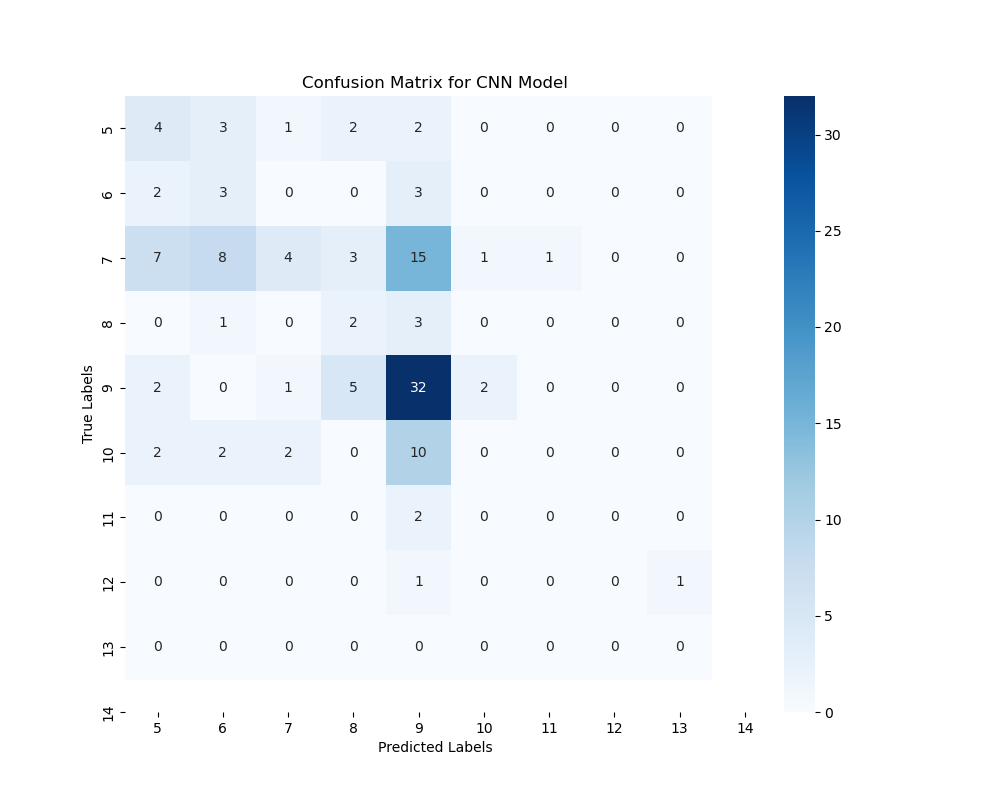 Confusion Matrix for CNN Model
5 4 3 1 2 2 0 0 0 0
6 2 3 0 0 3 0 0 0 0
7 7 8 4 3 15 1 1 0 0
8 0 1 0 2 3 0 0 0 0
9 2 0 1 5 32 2 0 0 0
10 2 2 2 0 10 0 0 0 0
11 0 0 0 0 2 0 0 0 0
12 0 0 0 0 1 0 0 0 1
13 0 0 0 0 0 0 0 0 0
14
True Labels
5 6 7 8 9 10 11 12 13 14
Predicted Labels
30
25
20
15
10
5
0